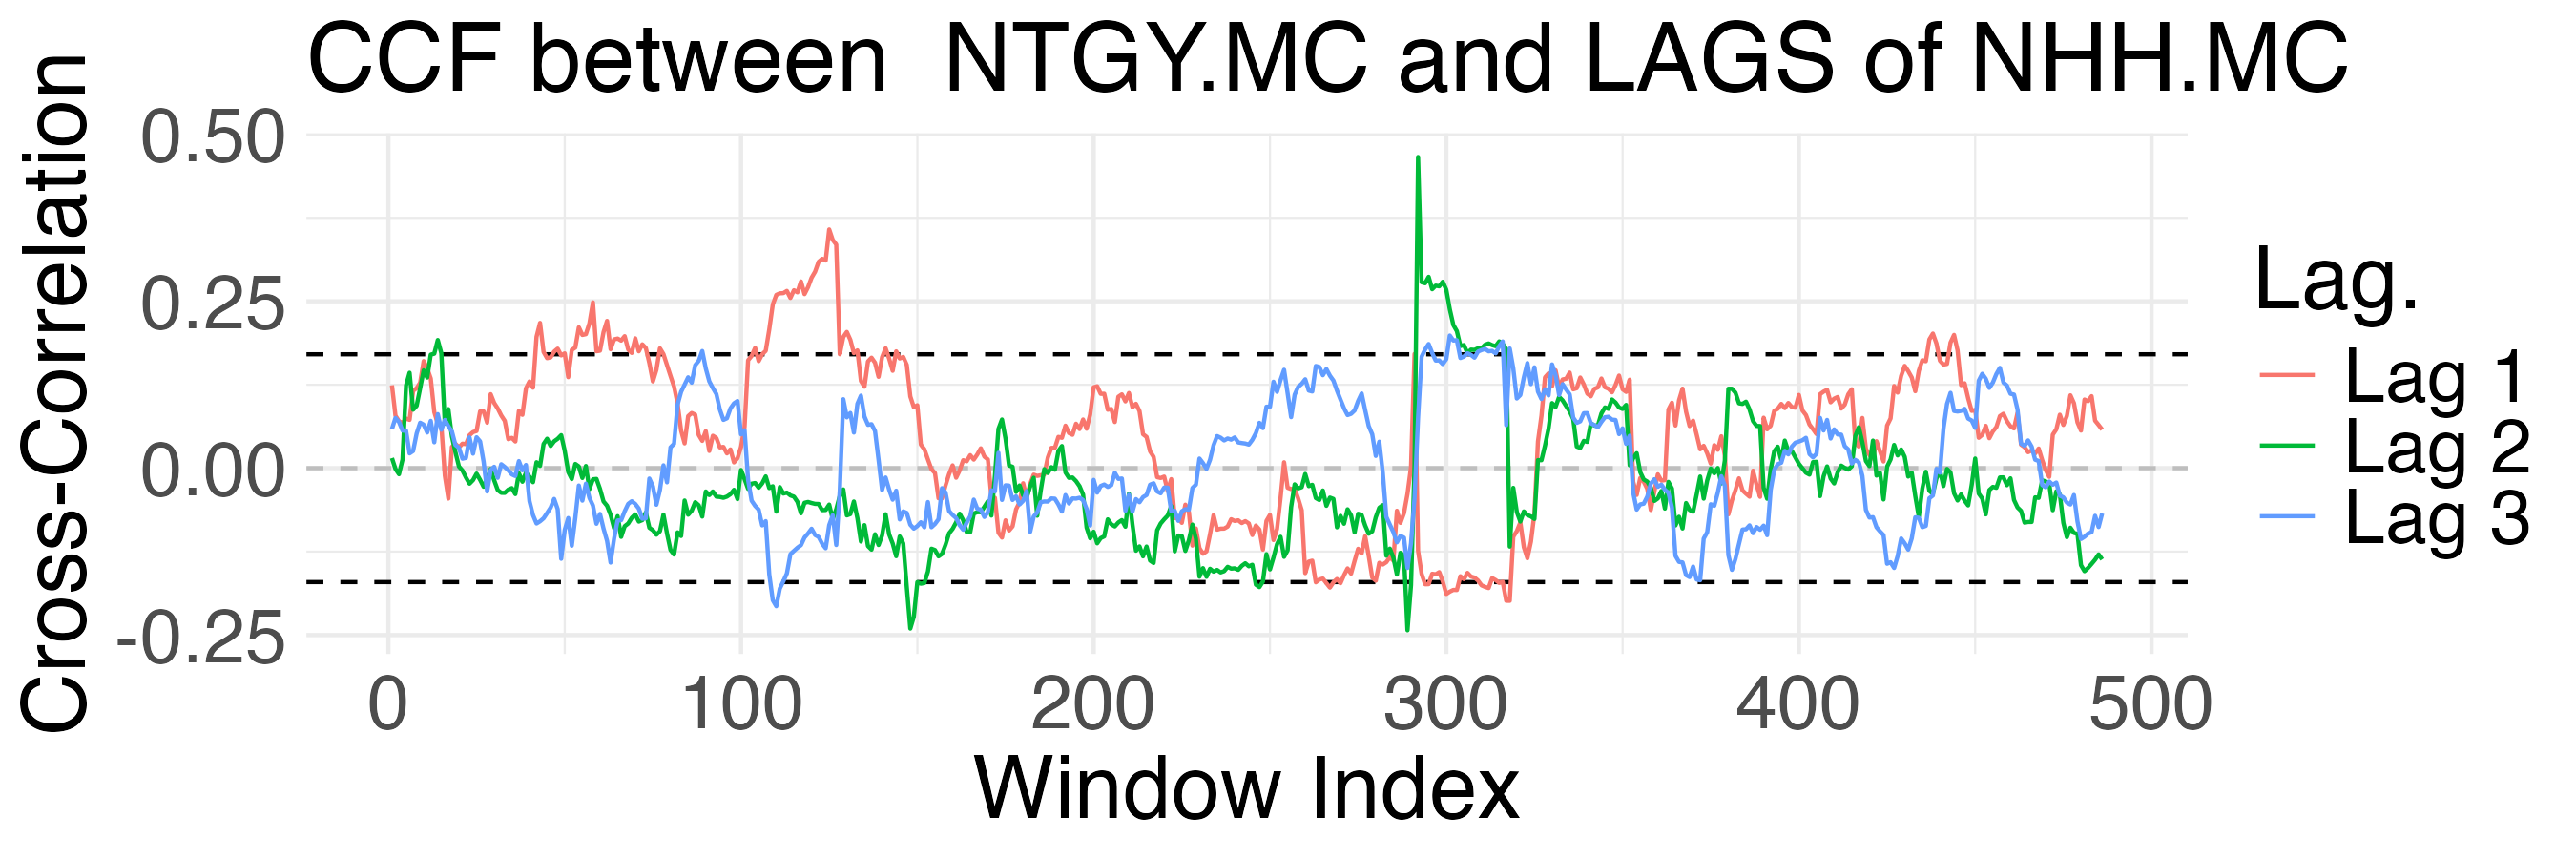 CCF between  NTGY.MC and LAGS of NHH.MC
Cross-Correlation
0.50
0.25
0.00
-0.25
0 100 200 300 400 500
Window Index
Lag.
Lag 1
Lag 2
Lag 3